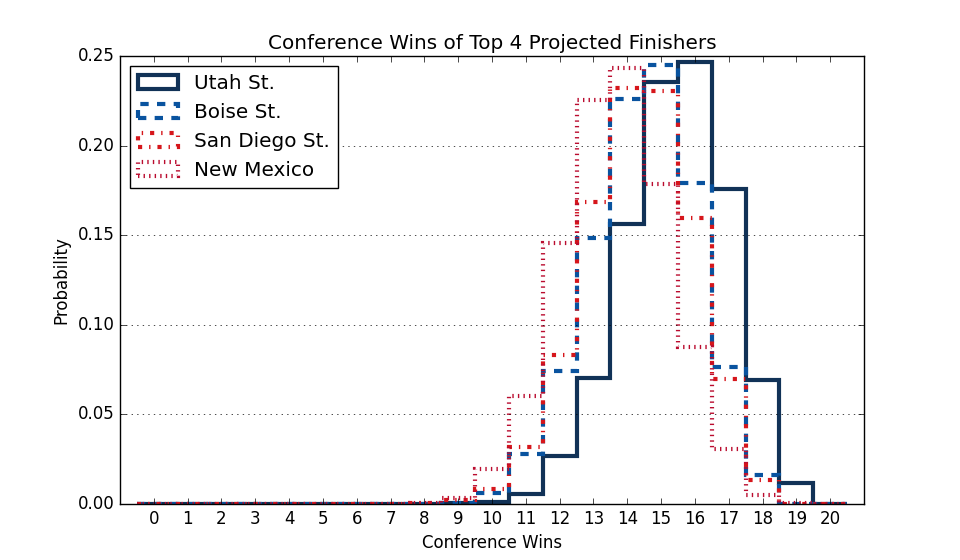 Conference Wins of Top 4 Projected Finishers
0.25
0.20
0.15
0.10
0.05
0.00
Probability
Utah St.
Boise St.
San Diego St.
New Mexico
0 1 2 3 4 5 6 7 8 9 10 11 12 13 14 15 16 17 18 19 20
Conference Wins